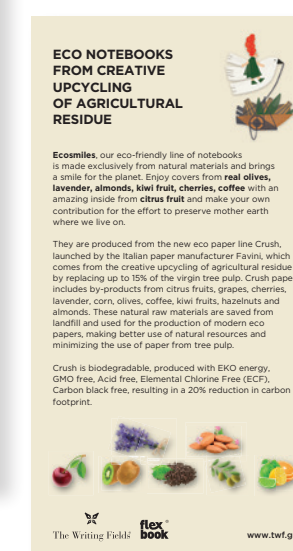 ECO NOTEBOOKS
FROM CREATIVE
UPCYCLING
OF AGRICULTURAL
RESIDUE
Ecosmiles, our eco-friendly line of notebooks
is made exclusively from natural materials and brings
a smile for the planet. Enjoy covers from real olives,
lavender, almonds, kiwi fruit, cherries, coffee with an
amazing inside from citrus fruit and make your own
contribution for the effort to preserve mother earth
where we live on.
They are produced from the new eco paper line Crush,
launched by the Italian paper manufacturer Favini, which
comes from the creative upcycling of agricultural residue
by replacing up to 15% of the virgin tree pulp. Crush pape
includes by-products from citrus fruits, grapes, cherries,
lavender, corn, olives, coffee, kiwi fruits, hazelnuts and
almonds. These natural raw materials are saved from
landfill and used for the production of modern eco
papers, making better use of natural resources and
minimizing the use of paper from tree pulp.
Crush is biodegradable, produced with EKO energy,
GMO free, Acid free, Elemental Chlorine Free (ECF),
Carbon black free, resulting in a 20% reduction in carbon
footprint.
The Writing Fields®
flex®
book
www.twf.g